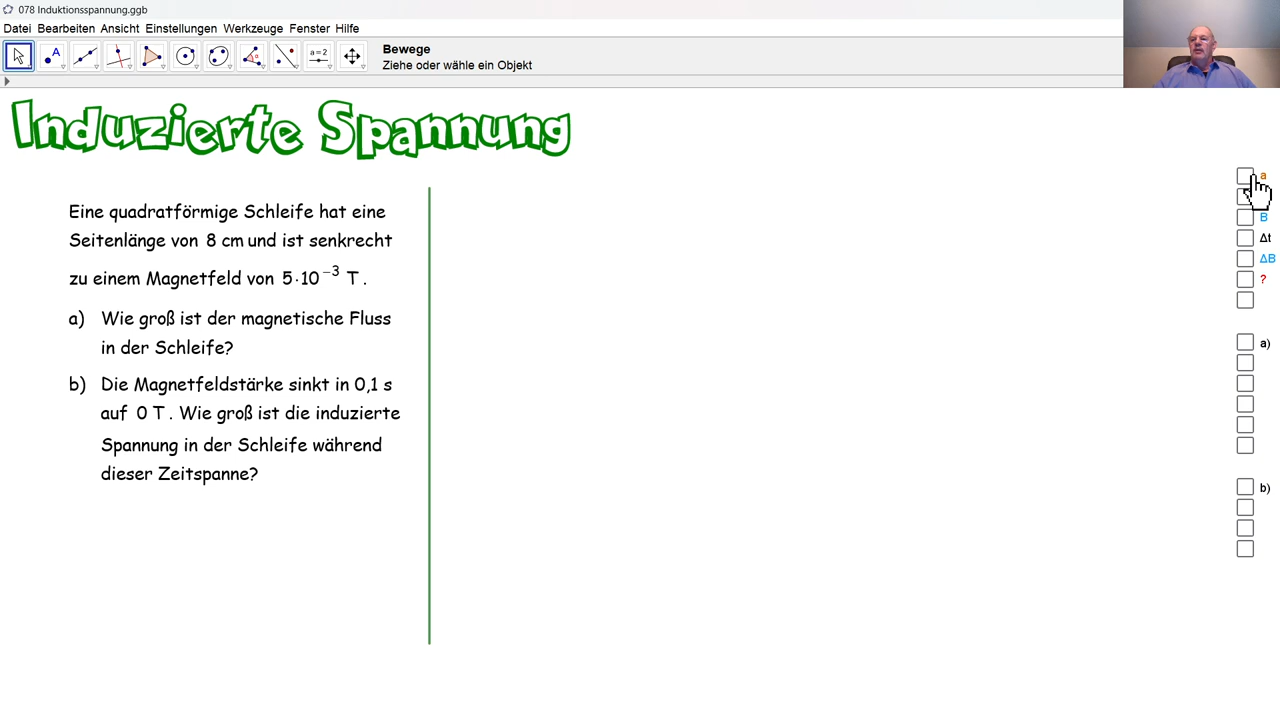 078 Induktionsspannung.ggb
Datei Bearbeiten Ansicht Einstellungen Werkzeuge Fenster Hilfe
A
a=2
Bewege
Ziehe oder wähle ein Objekt
Induzierte Spannung
Eine quadratförmige Schleife hat eine
Seitenlänge von 8 cm und ist senkrecht
zu einem Magnetfeld von 5·10⁻³ T.
a) Wie groß ist der magnetische Fluss
in der Schleife?
b) Die Magnetfeldstärke sinkt in 0,1 s
auf 0 T. Wie groß ist die induzierte
Spannung in der Schleife während
dieser Zeitspanne?
a
B
Δt
ΔB
?
a)
b)